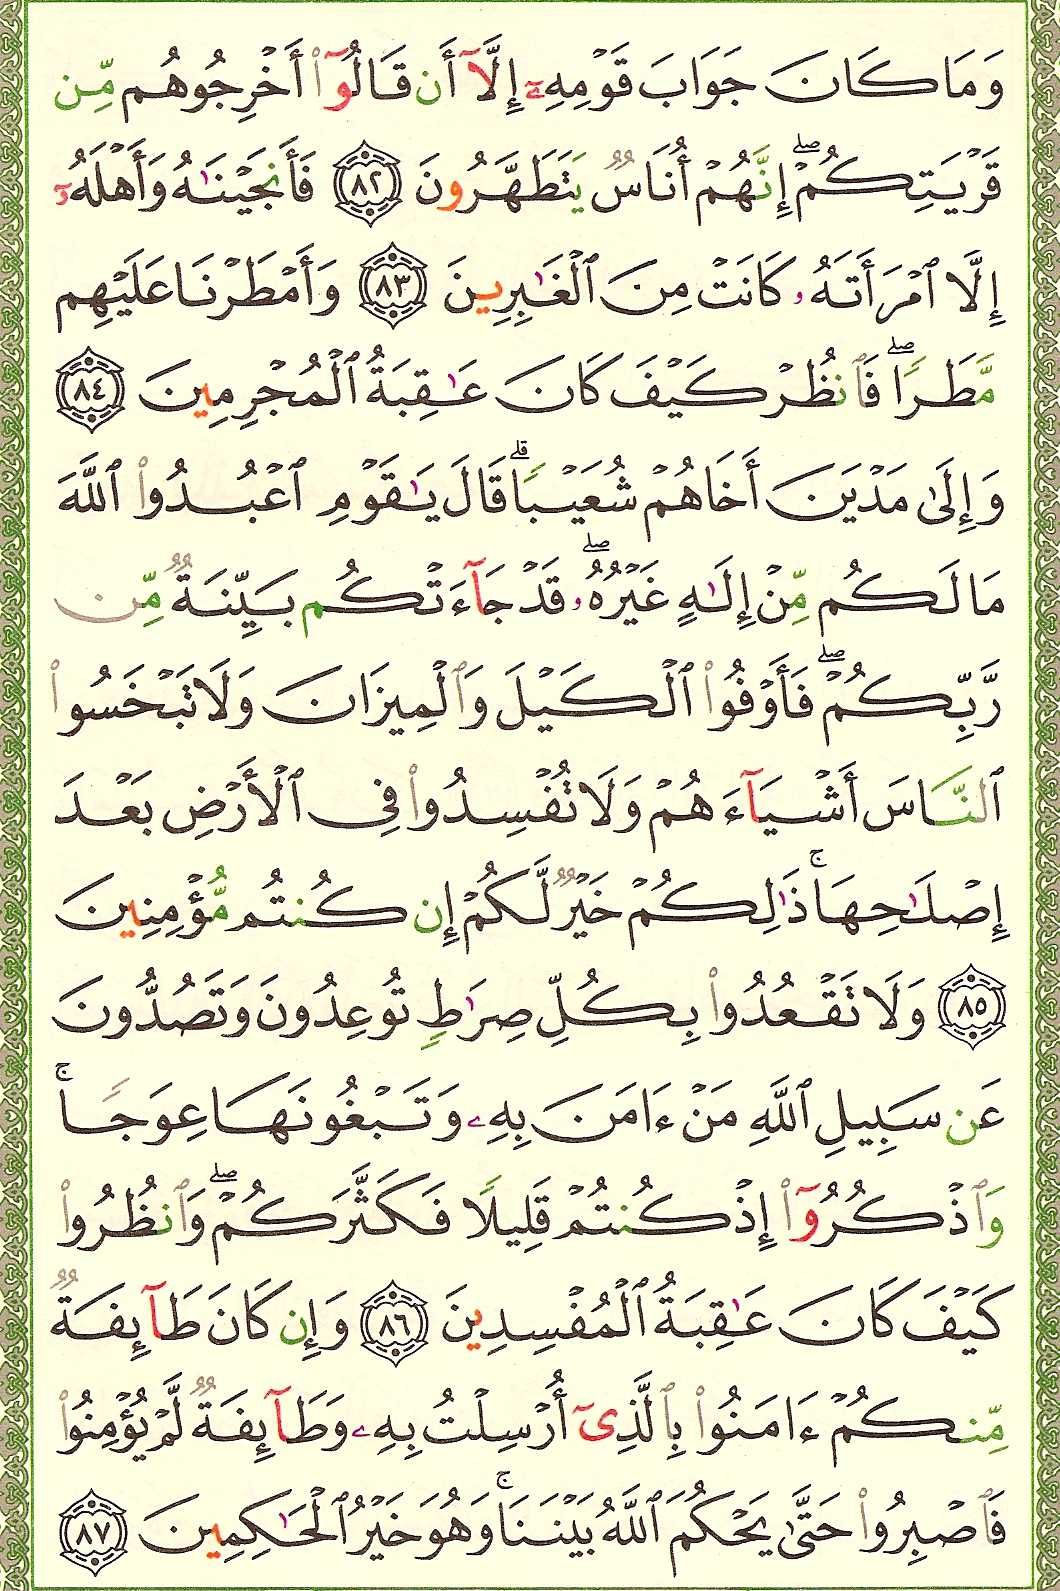 وَمَا كَانَ جَوَابَ قَوْمِهِۦٓ إِلَّآ أَن قَالُوٓا۟ أَخْرِجُوهُم مِّن
قَرْيَتِكُمْ ۖ إِنَّهُمْ أُنَاسٌ يَتَطَهَّرُونَ ٨٢ فَأَنجَيْنَـٰهُ وَأَهْلَهُۥٓ
إِلَّا ٱمْرَأَتَهُۥ كَانَتْ مِنَ ٱلْغَـٰبِرِينَ ٨٣ وَأَمْطَرْنَا عَلَيْهِم
مَّطَرًا ۖ فَٱنظُرْ كَيْفَ كَانَ عَـٰقِبَةُ ٱلْمُجْرِمِينَ ٨٤
وَإِلَىٰ مَدْيَنَ أَخَاهُمْ شُعَيْبًا ۗ قَالَ يَـٰقَوْمِ ٱعْبُدُوا۟ ٱللَّهَ
مَا لَكُم مِّنْ إِلَـٰهٍ غَيْرُهُۥ ۖ قَدْ جَآءَتْكُم بَيِّنَةٌ مِّن
رَّبِّكُمْ ۖ فَأَوْفُوا۟ ٱلْكَيْلَ وَٱلْمِيزَانَ وَلَا تَبْخَسُوا۟
ٱلنَّاسَ أَشْيَآءَهُمْ وَلَا تُفْسِدُوا۟ فِى ٱلْأَرْضِ بَعْدَ
إِصْلَـٰحِهَا ۚ ذَٰلِكُمْ خَيْرٌ لَّكُمْ إِن كُنتُم مُّؤْمِنِينَ
٨٥ وَلَا تَقْعُدُوا۟ بِكُلِّ صِرَٰطٍ تُوعِدُونَ وَتَصُدُّونَ
عَن سَبِيلِ ٱللَّهِ مَنْ ءَامَنَ بِهِۦ وَتَبْغُونَهَا عِوَجًا ۚ
وَٱذْكُرُوٓا۟ إِذْ كُنتُمْ قَلِيلًا فَكَثَّرَكُمْ ۖ وَٱنظُرُوا۟
كَيْفَ كَانَ عَـٰقِبَةُ ٱلْمُفْسِدِينَ ٨٦ وَإِن كَانَ طَآئِفَةٌ
مِّنكُمْ ءَامَنُوا۟ بِٱلَّذِىٓ أُرْسِلْتُ بِهِۦ وَطَآئِفَةٌ لَّمْ يُؤْمِنُوا۟
فَٱصْبِرُوا۟ حَتَّىٰ يَحْكُمَ ٱللَّهُ بَيْنَنَا ۚ وَهُوَ خَيْرُ ٱلْحَـٰكِمِينَ ٨٧